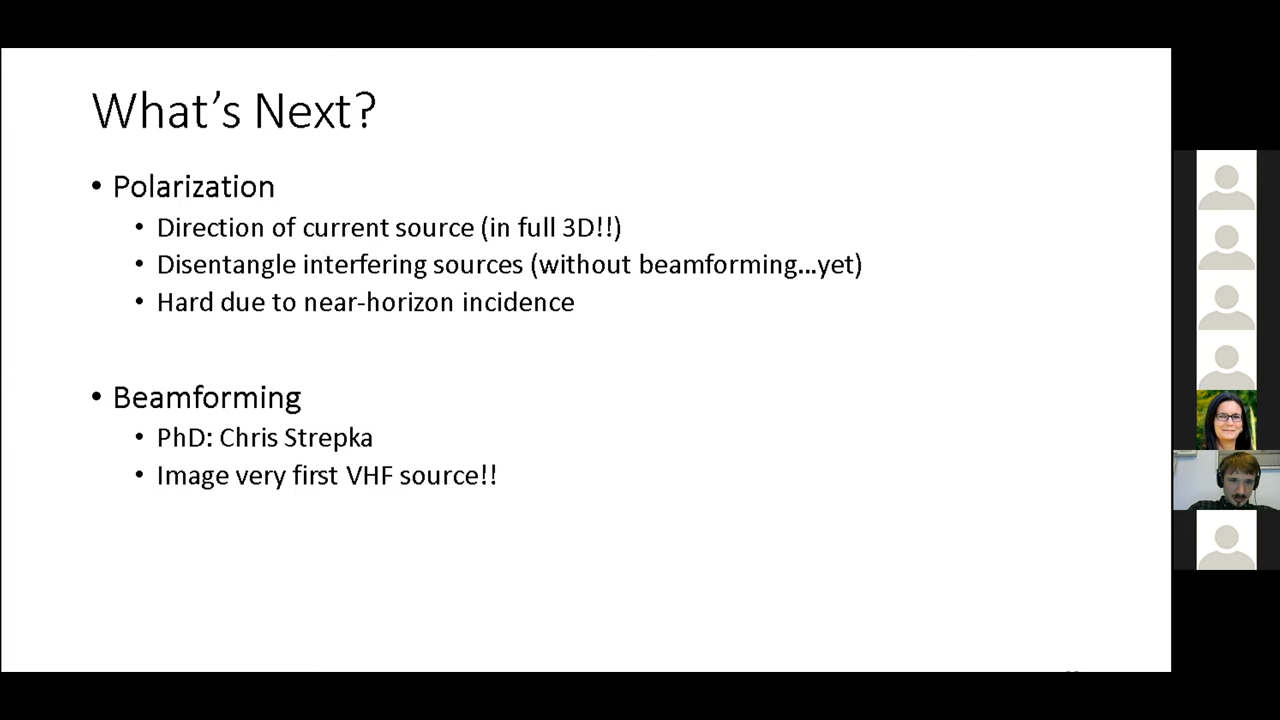 What's Next?
• Polarization
• Direction of current source (in full 3D!!)
• Disentangle interfering sources (without beamforming...yet)
• Hard due to near-horizon incidence
• Beamforming
• PhD: Chris Strepka
• Image very first VHF source!!